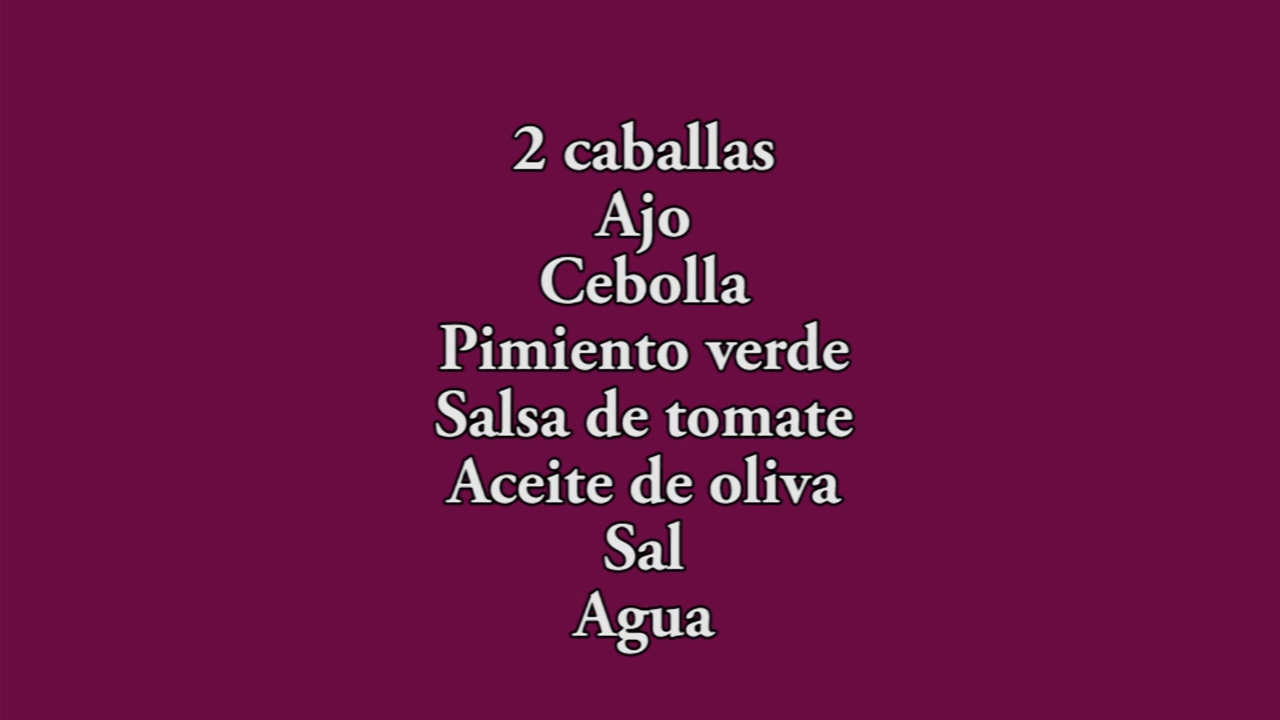 2 caballas
Ajo
Cebolla
Pimiento verde
Salsa de tomate
Aceite de oliva
Sal
Agua